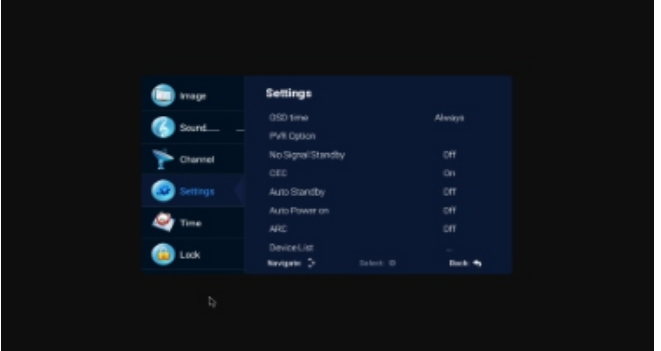 Image
Sound
Channel
Settings
Time
Lock
Settings
OSD time Always
PVR Option
No Signal Standby Off
CEC On
Auto Standby Off
Auto Power on Off
ARC Off
Device List ...
Navigate Select Back